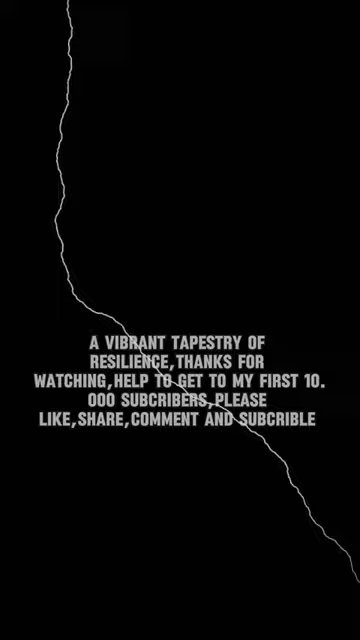 A VIBRANT TAPESTRY OF
RESILIENCE,THANKS FOR
WATCHING,HELP TO GET TO MY FIRST 10.
000 SUBCRIBERS,PLEASE
LIKE,SHARE,COMMENT AND SUBCRIBLE